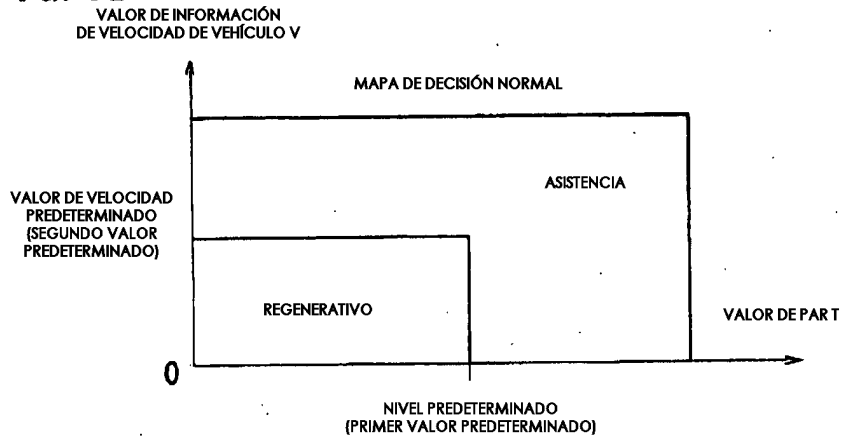 VALOR DE INFORMACIÓN
DE VELOCIDAD DE VEHÍCULO V
MAPA DE DECISIÓN NORMAL
ASISTENCIA
VALOR DE VELOCIDAD
PREDETERMINADO
(SEGUNDO VALOR
PREDETERMINADO)
REGENERATIVO
VALOR DE PAR T
0
NIVEL PREDETERMINADO
(PRIMER VALOR PREDETERMINADO)